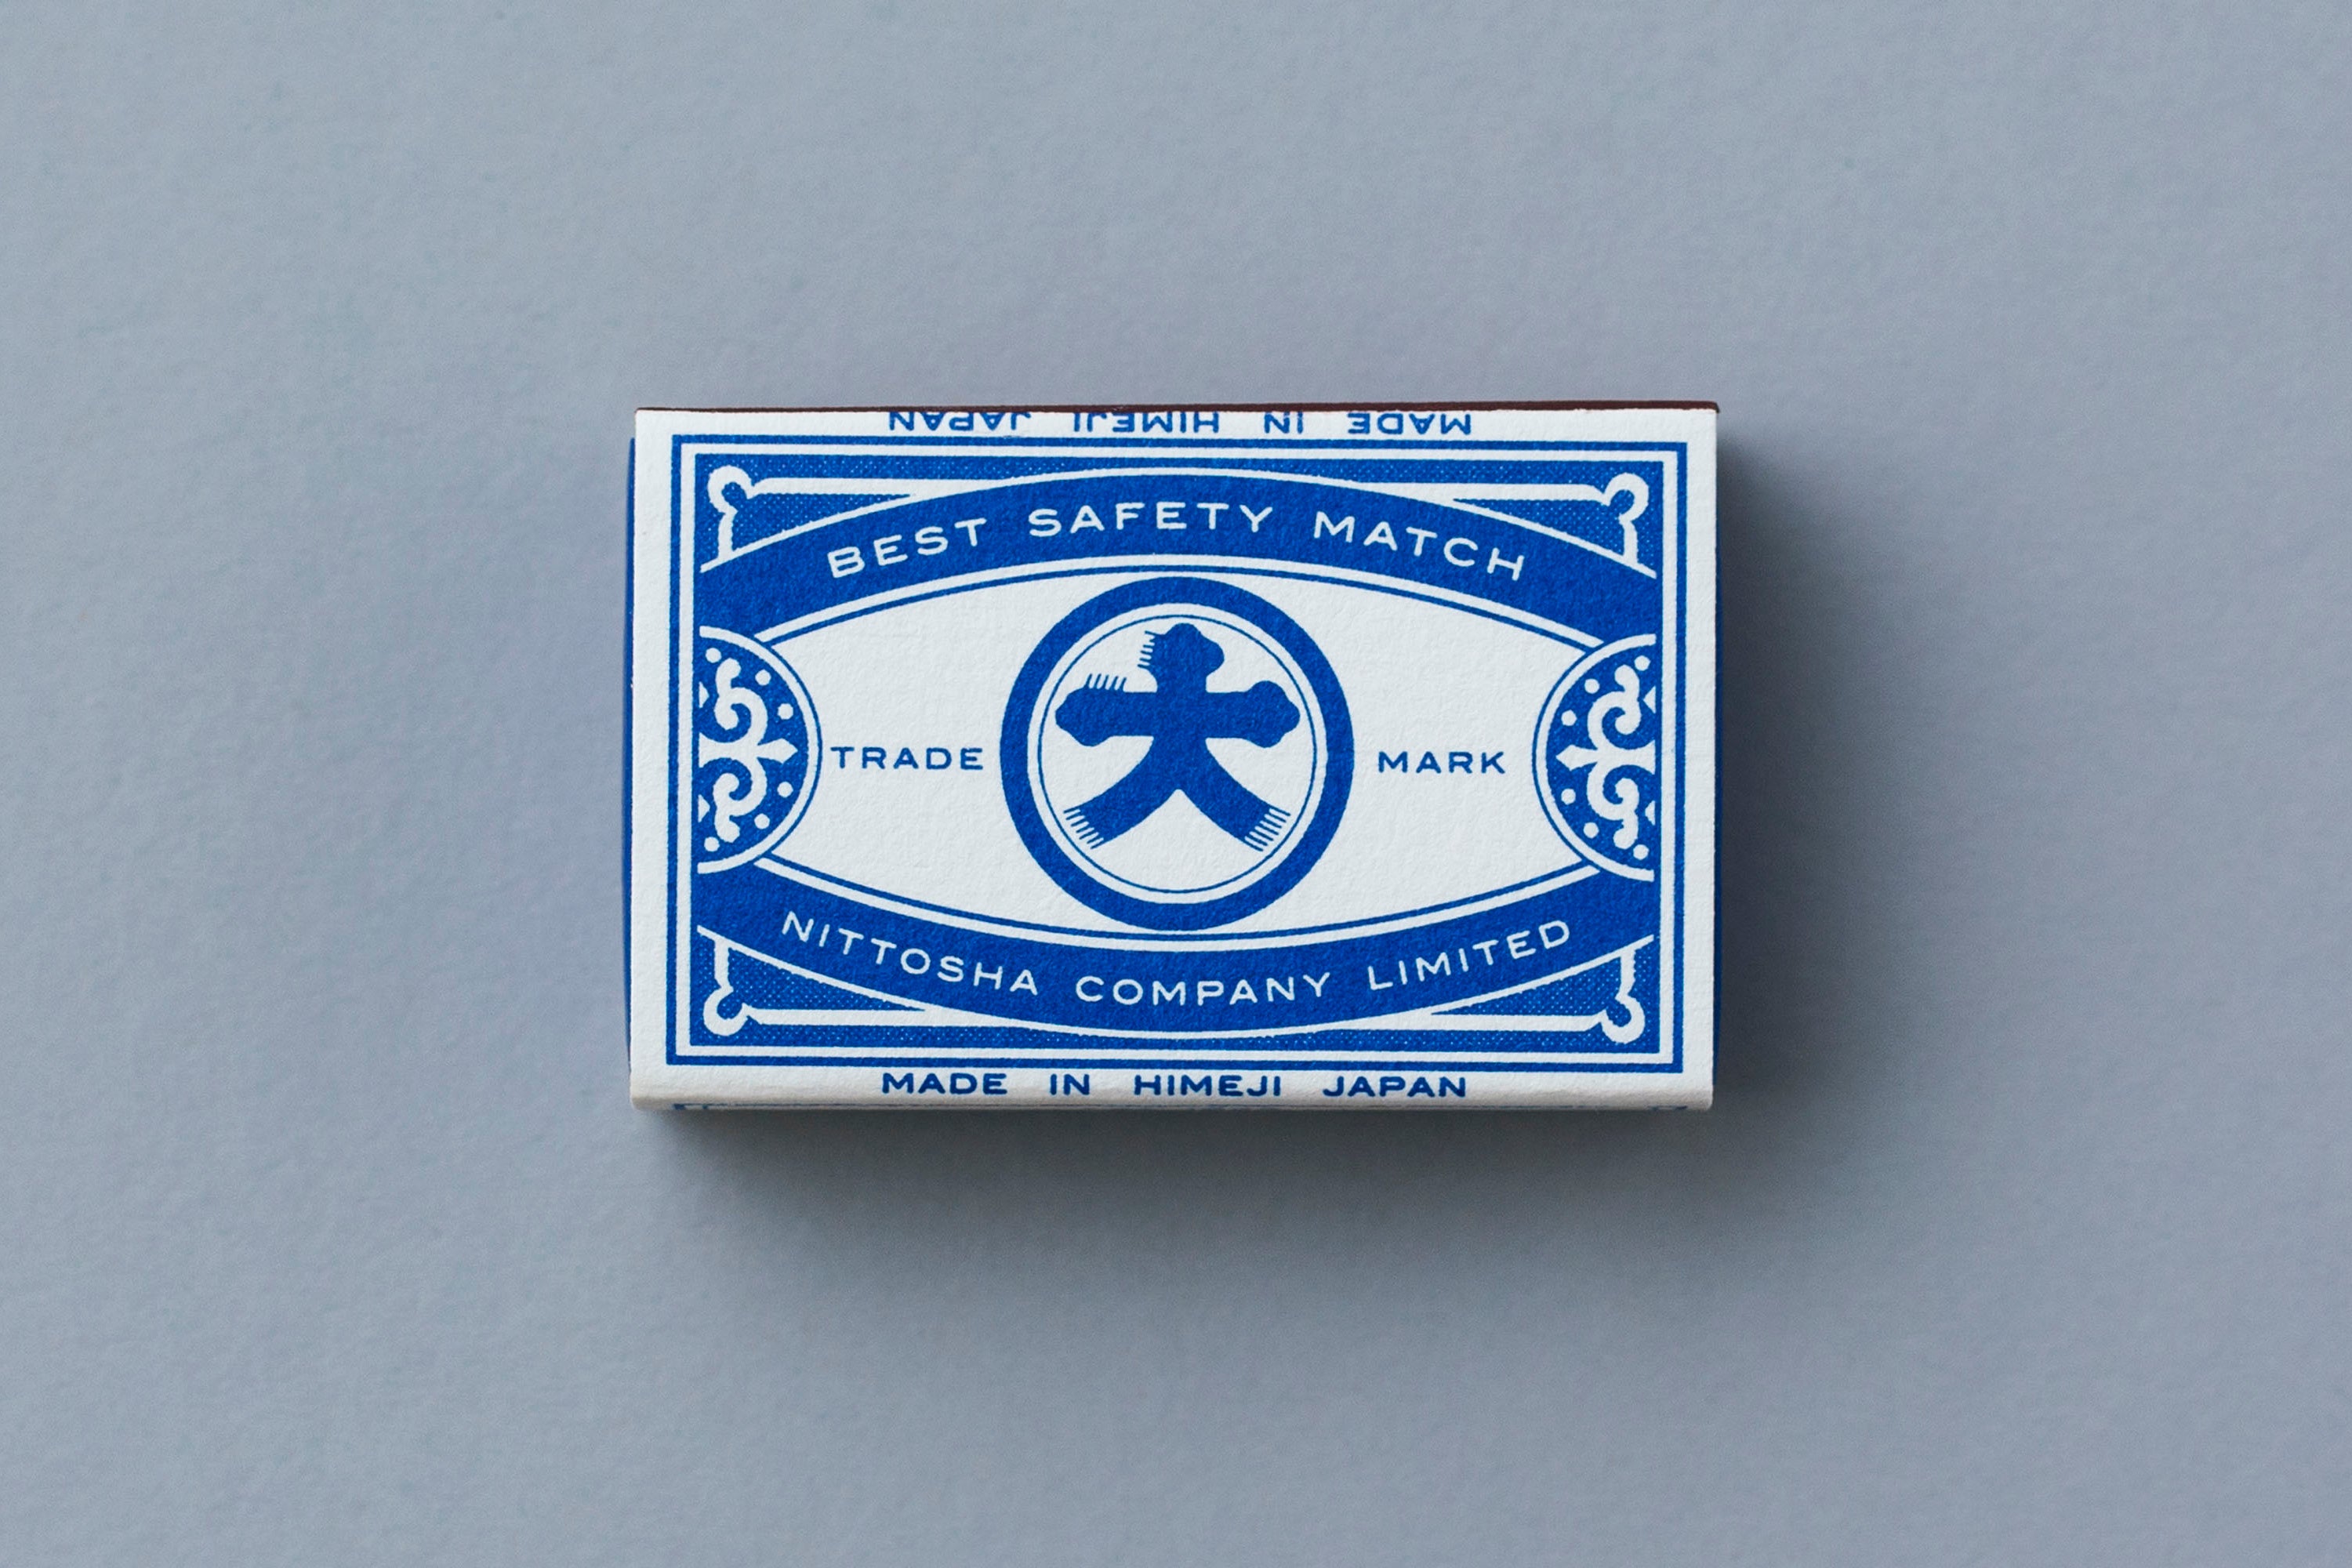 MADE IN HIMEJI JAPAN
BEST SAFETY MATCH
大
TRADE MARK
NITTOSHA COMPANY LIMITED
MADE IN HIMEJI JAPAN